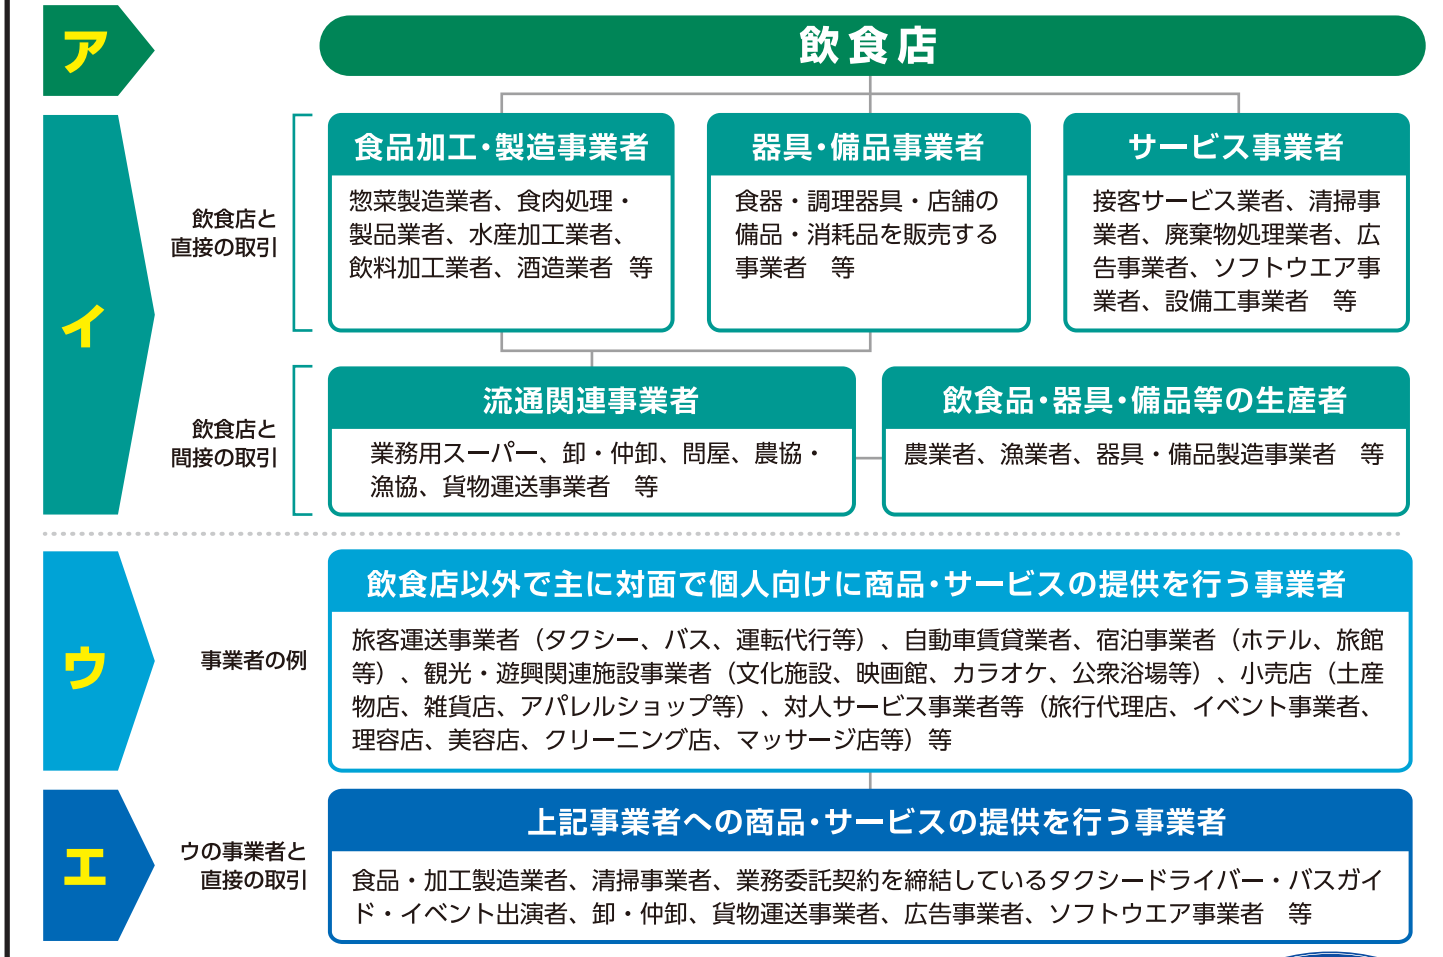 ア
飲食店
イ
飲食店と
直接の取引
食品加工・製造事業者
惣菜製造業者、食肉処理・
製品業者、水産加工業者、
飲料加工業者、酒造業者 等
器具・備品事業者
食器・調理器具・店舗の
備品・消耗品を販売する
事業者　等
サービス事業者
接客サービス業者、清掃事
業者、廃棄物処理業者、広
告事業者、ソフトウエア事
業者、設備工事業者　等
飲食店と
間接の取引
流通関連事業者
業務用スーパー、卸・仲卸、問屋、農協・
漁協、貨物運送事業者　等
飲食品・器具・備品等の生産者
農業者、漁業者、器具・備品製造事業者　等
ウ
事業者の例
飲食店以外で主に対面で個人向けに商品・サービスの提供を行う事業者
旅客運送事業者（タクシー、バス、運転代行等）、自動車賃貸業者、宿泊事業者（ホテル、旅館
等）、観光・遊興関連施設事業者（文化施設、映画館、カラオケ、公衆浴場等）、小売店（土産
物店、雑貨店、アパレルショップ等）、対人サービス事業者等（旅行代理店、イベント事業者、
理容店、美容店、クリーニング店、マッサージ店等）等
エ
ウの事業者と
直接の取引
上記事業者への商品・サービスの提供を行う事業者
食品・加工製造業者、清掃事業者、業務委託契約を締結しているタクシードライバー・バスガイ
ド・イベント出演者、卸・仲卸、貨物運送事業者、広告事業者、ソフトウエア事業者　等